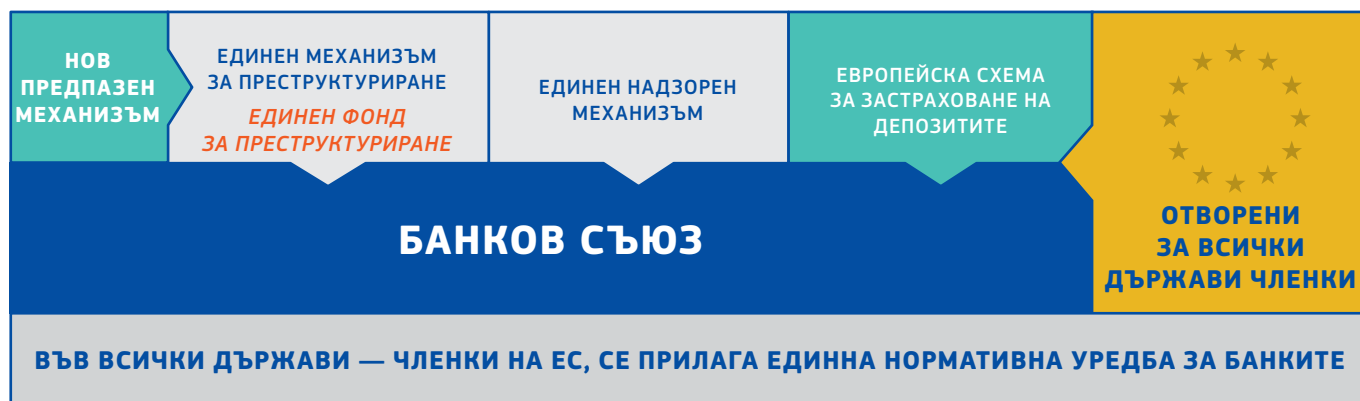 НОВ
ПРЕДПАЗЕН
МЕХАНИЗЪМ
ЕДИНЕН МЕХАНИЗЪМ
ЗА ПРЕСТРУКТУРИРАНЕ
ЕДИНЕН ФОНД
ЗА ПРЕСТРУКТУРИРАНЕ
ЕДИНЕН НАДЗОРЕН
МЕХАНИЗЪМ
ЕВРОПЕЙСКА СХЕМА
ЗА ЗАСТРАХОВАНЕ НА
ДЕПОЗИТИТЕ
БАНКОВ СЪЮЗ
ОТВОРЕНИ
ЗА ВСИЧКИ
ДЪРЖАВИ ЧЛЕНКИ
ВЪВ ВСИЧКИ ДЪРЖАВИ — ЧЛЕНКИ НА ЕС, СЕ ПРИЛАГА ЕДИННА НОРМАТИВНА УРЕДБА ЗА БАНКИТЕ